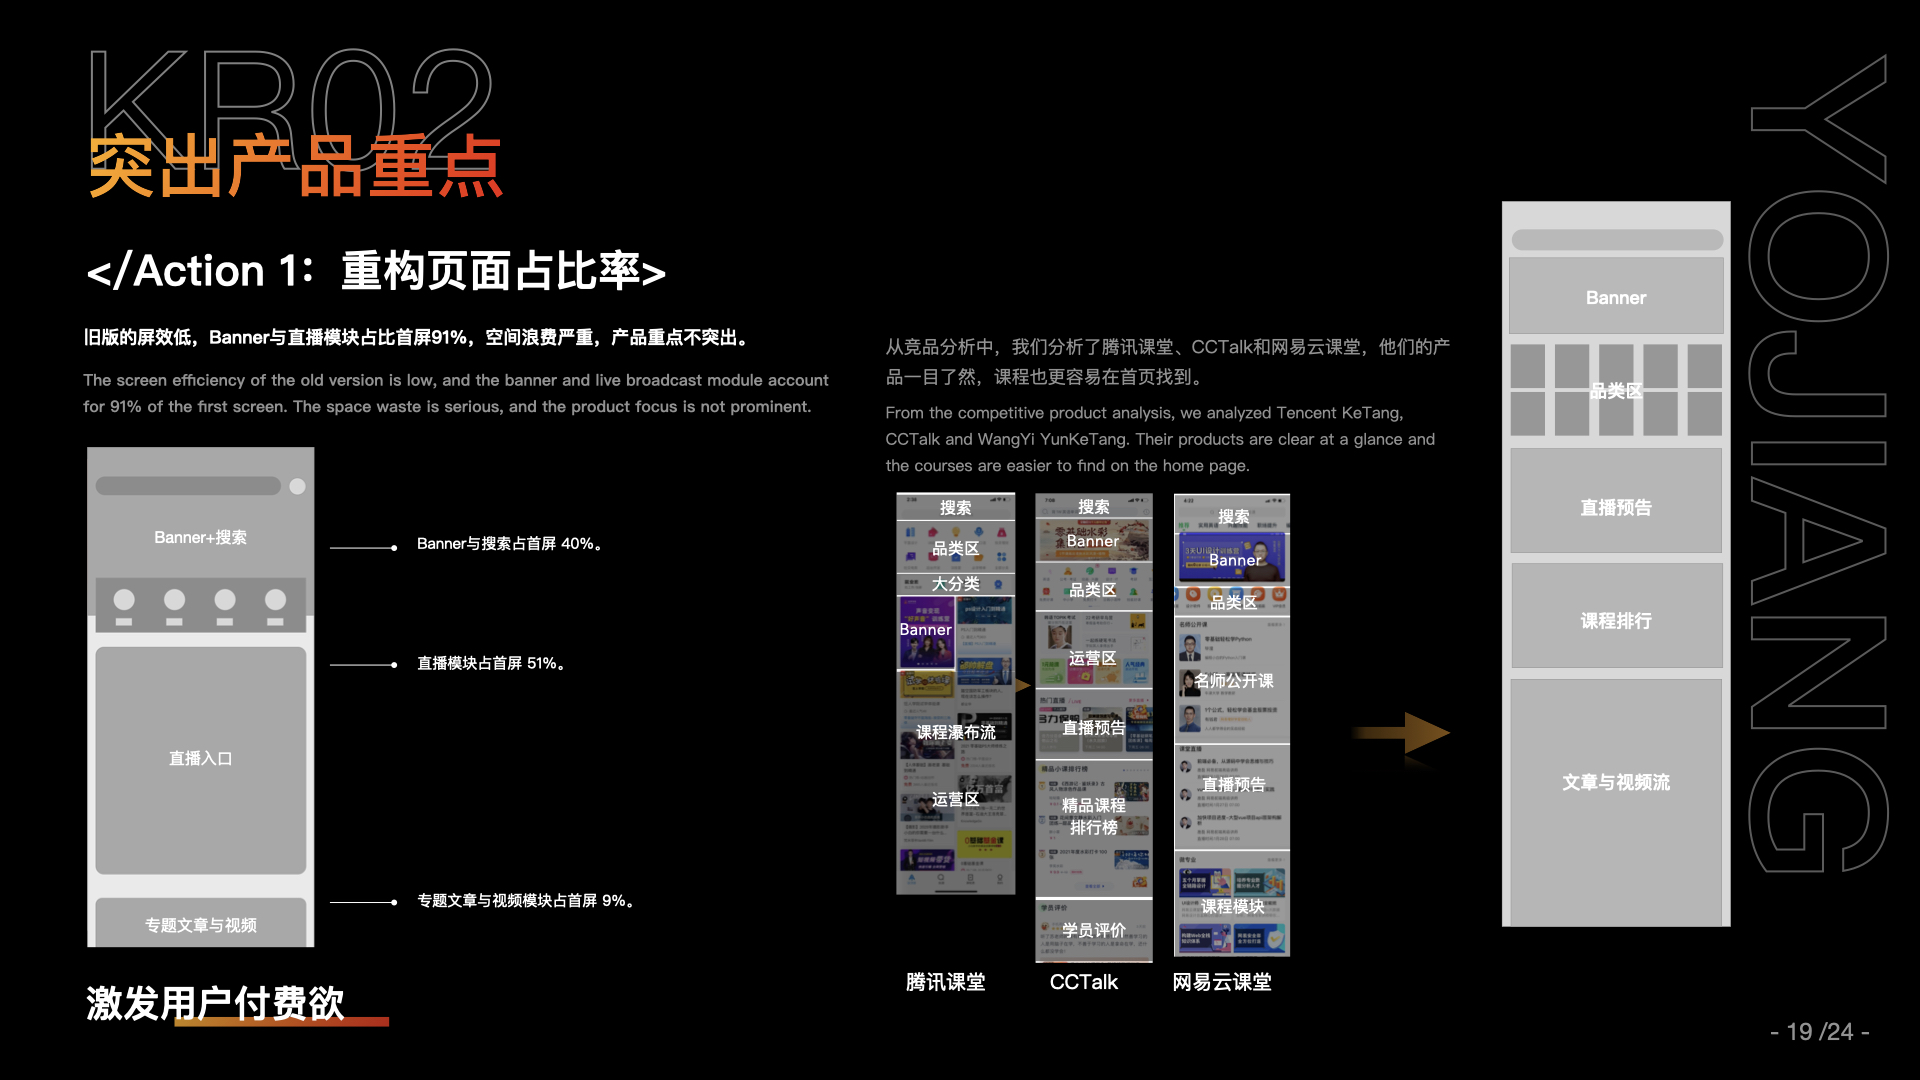 KR02
突出产品重点
</Action 1：重构页面占比率>
旧版的屏效低，Banner与直播模块占比首屏91%，空间浪费严重，产品重点不突出。
The screen efficiency of the old version is low, and the banner and live broadcast module account
for 91% of the first screen. The space waste is serious, and the product focus is not prominent.
Banner+搜索
直播入口
专题文章与视频
Banner与搜索占首屏 40%。
直播模块占首屏 51%。
专题文章与视频模块占首屏 9%。
激发用户付费欲
从竞品分析中，我们分析了腾讯课堂、CCTalk和网易云课堂，他们的产
品一目了然，课程也更容易在首页找到。
From the competitive product analysis, we analyzed Tencent KeTang,
CCTalk and WangYi YunKeTang. Their products are clear at a glance and
the courses are easier to find on the home page.
搜索
品类区
大分类
Banner
课程瀑布流
运营区
腾讯课堂
搜索
Banner
品类区
运营区
直播预告
精品课程
排行榜
学员评价
CCTalk
搜索
Banner
品类区
名师公开课
直播预告
课程模块
网易云课堂
Banner
品类区
直播预告
课程排行
文章与视频流
YOJIANG
- 19 /24 -